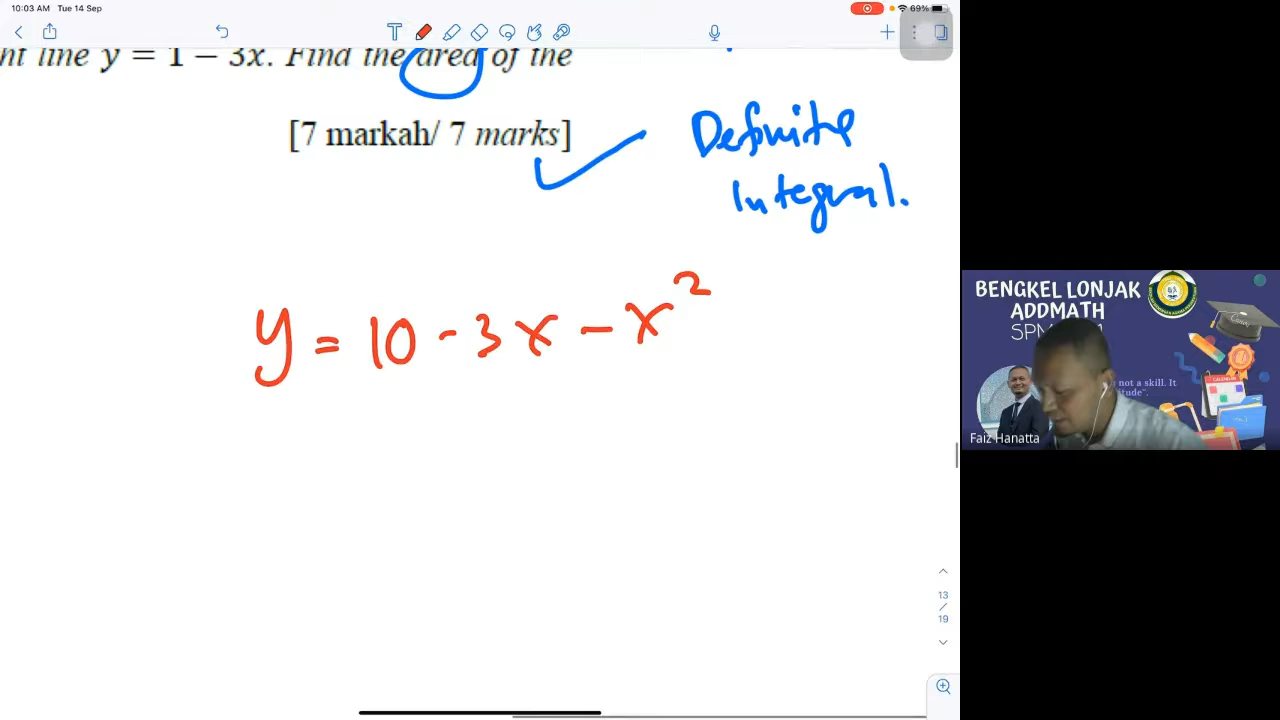 10:03 AM Tue 14 Sep
69%
nt line y = 1 − 3x. Find the area of the
[7 markah/ 7 marks]
Definite
Integral.
y = 10 - 3x - x²
13
/
19
BENGKEL LONJAK
ADDMATH
SPM
not a skill. It
CALENDAR
Faiz Hanatta